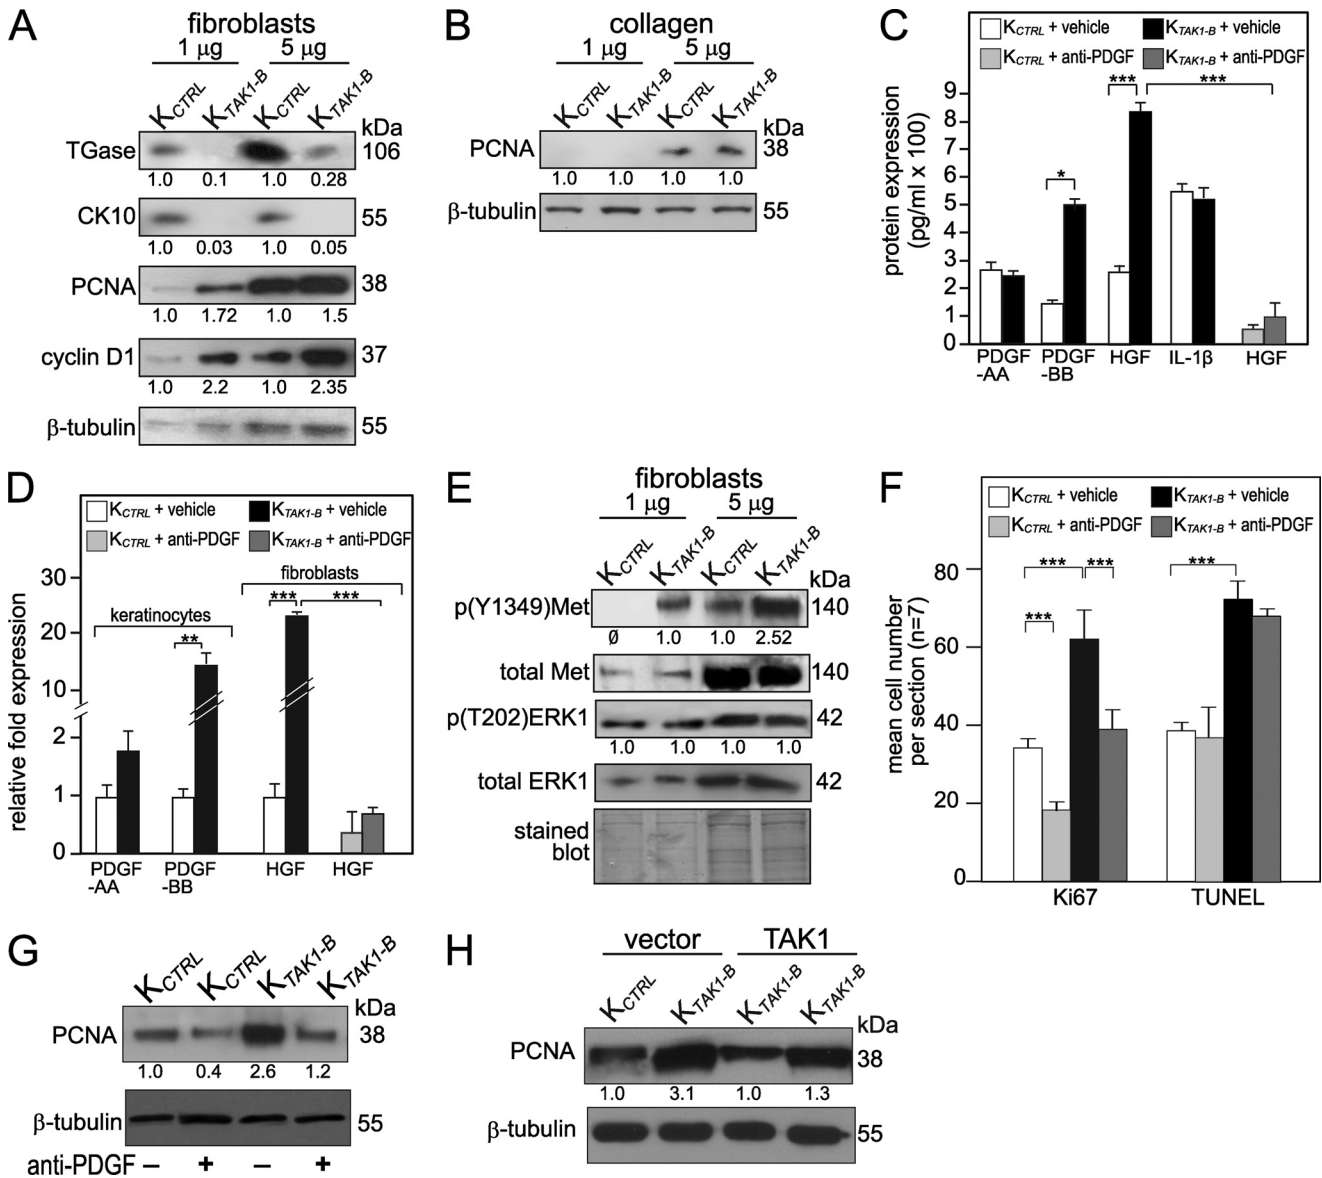 A
fibroblasts
1 µg 5 µg
KCTRL KTAK1-B KCTRL KTAK1-B
kDa
TGase 106
1.0 0.1 1.0 0.28
CK10 55
1.0 0.03 1.0 0.05
PCNA 38
1.0 1.72 1.0 1.5
cyclin D1 37
1.0 2.2 1.0 2.35
β-tubulin 55
B
collagen
1 µg 5 µg
KCTRL KTAK1-B KCTRL KTAK1-B
kDa
PCNA 38
1.0 1.0 1.0 1.0
β-tubulin 55
C
KCTRL + vehicle KTAK1-B + vehicle
KCTRL + anti-PDGF KTAK1-B + anti-PDGF
protein expression
(pg/ml x 100)
9
8
7
6
5
4
3
2
1
0
*** ***
*
PDGF
-AA
PDGF
-BB
HGF
IL-1β
HGF
D
KCTRL + vehicle KTAK1-B + vehicle
KCTRL + anti-PDGF KTAK1-B + anti-PDGF
relative fold expression
30
20
10
2
1
0
keratinocytes
fibroblasts
** *** ***
PDGF
-AA
PDGF
-BB
HGF
HGF
E
fibroblasts
1 µg 5 µg
KCTRL KTAK1-B KCTRL KTAK1-B
kDa
p(Y1349)Met 140
Ø 1.0 1.0 2.52
total Met 140
p(T202)ERK1 42
1.0 1.0 1.0 1.0
total ERK1 42
stained
blot
F
KCTRL + vehicle KTAK1-B + vehicle
KCTRL + anti-PDGF KTAK1-B + anti-PDGF
mean cell number
per section (n=7)
80
60
40
20
0
*** *** ***
***
Ki67 TUNEL
G
KCTRL KCTRL KTAK1-B KTAK1-B
kDa
PCNA 38
1.0 0.4 2.6 1.2
β-tubulin 55
anti-PDGF – + – +
H
vector TAK1
KCTRL KTAK1-B KTAK1-B KTAK1-B
kDa
PCNA 38
1.0 3.1 1.0 1.3
β-tubulin 55